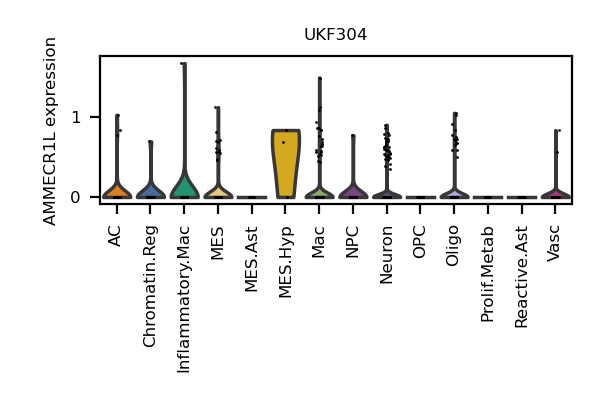 UKF304
AMMECR1L expression
1
0
AC
Chromatin.Reg
Inflammatory.Mac
MES
MES.Ast
MES.Hyp
Mac
NPC
Neuron
OPC
Oligo
Prolif.Metab
Reactive.Ast
Vasc